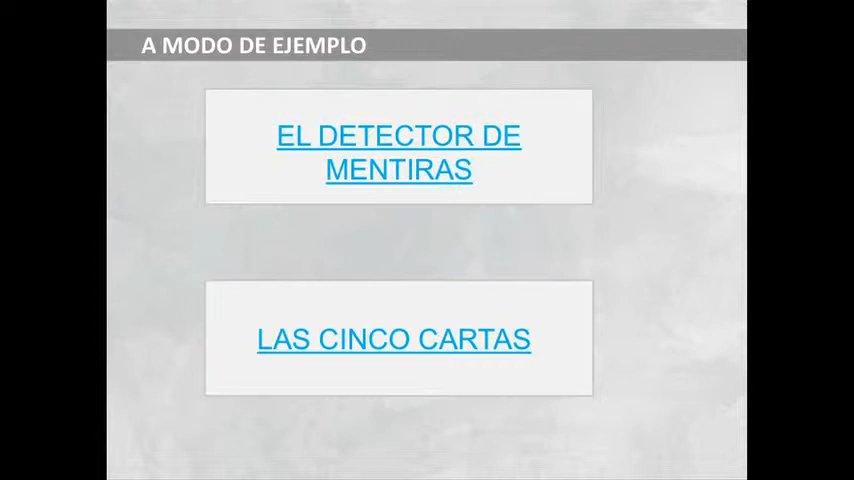 A MODO DE EJEMPLO
EL DETECTOR DE
MENTIRAS
LAS CINCO CARTAS